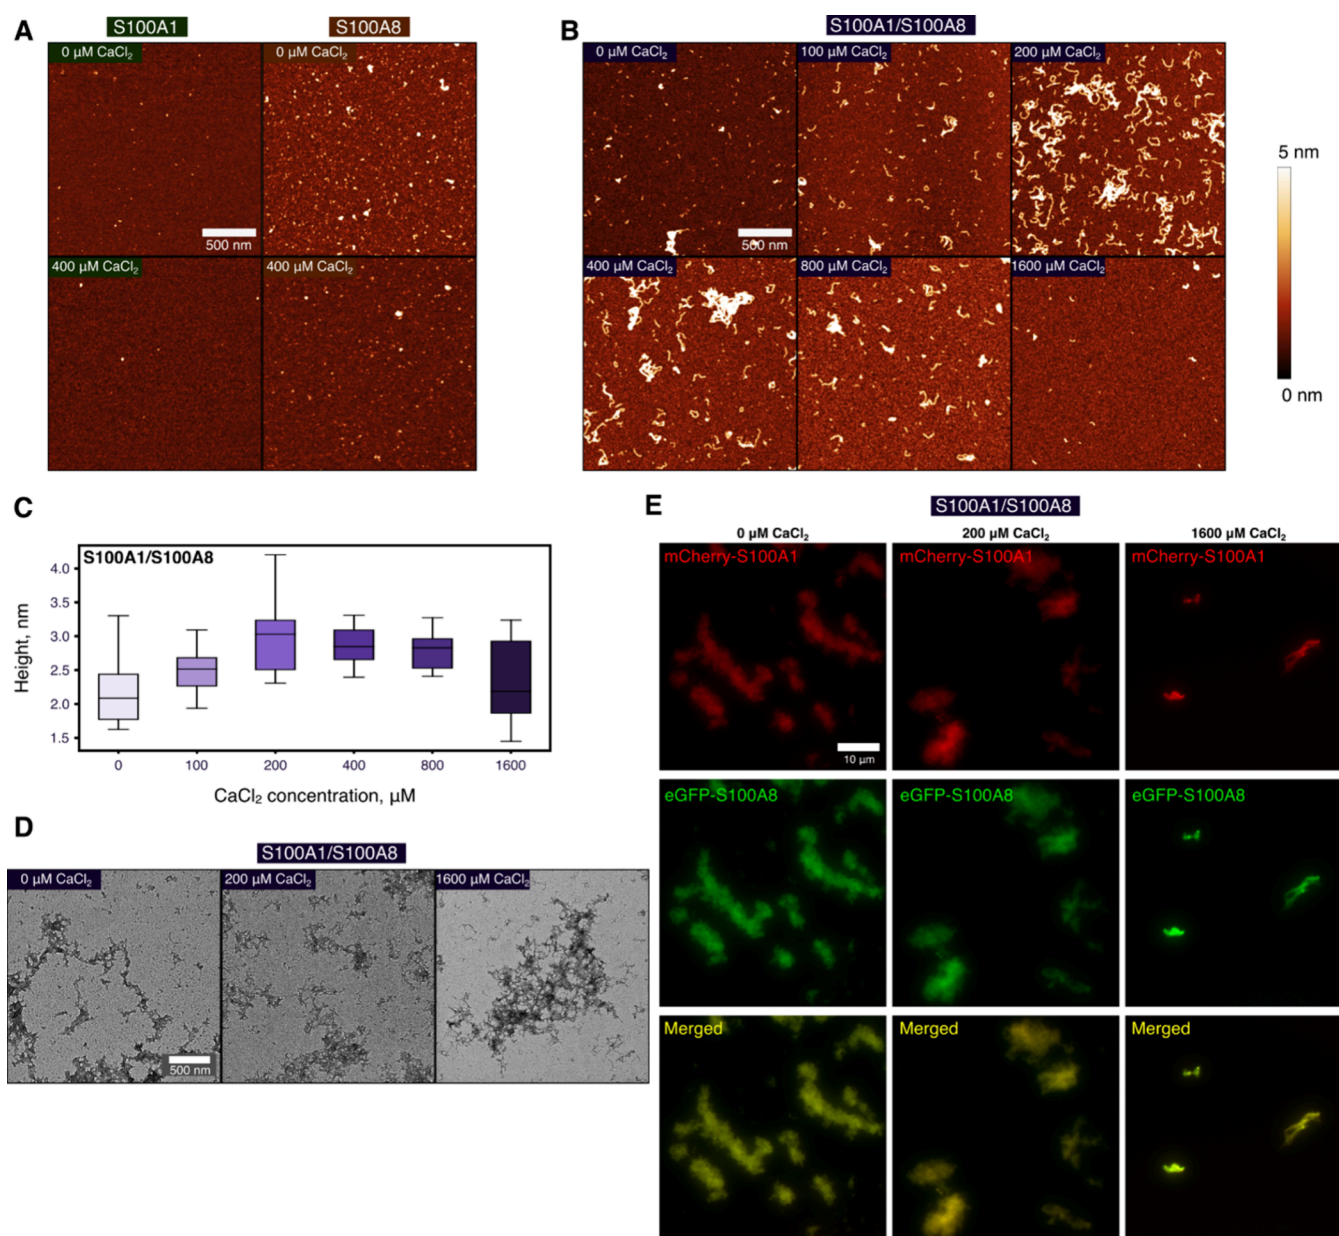 A
S100A1
S100A8
0 µM CaCl₂
0 µM CaCl₂
500 nm
400 µM CaCl₂
400 µM CaCl₂
B
S100A1/S100A8
0 µM CaCl₂
100 µM CaCl₂
200 µM CaCl₂
500 nm
400 µM CaCl₂
800 µM CaCl₂
1600 µM CaCl₂
5 nm
0 nm
C
S100A1/S100A8
Height, nm
4.0
3.5
3.0
2.5
2.0
1.5
0
100
200
400
800
1600
CaCl₂ concentration, µM
D
S100A1/S100A8
0 µM CaCl₂
200 µM CaCl₂
1600 µM CaCl₂
500 nm
E
S100A1/S100A8
0 µM CaCl₂
200 µM CaCl₂
1600 µM CaCl₂
mCherry-S100A1
mCherry-S100A1
mCherry-S100A1
10 µm
eGFP-S100A8
eGFP-S100A8
eGFP-S100A8
Merged
Merged
Merged